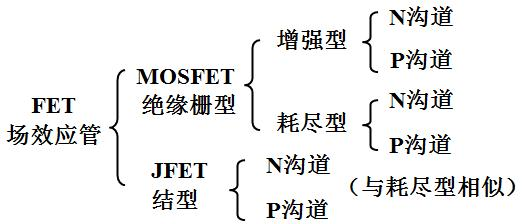 FET
场效应管
MOSFET
绝缘栅型
增强型
N沟道
P沟道
耗尽型
N沟道
P沟道
JFET
结型
N沟道
P沟道
（与耗尽型相似）